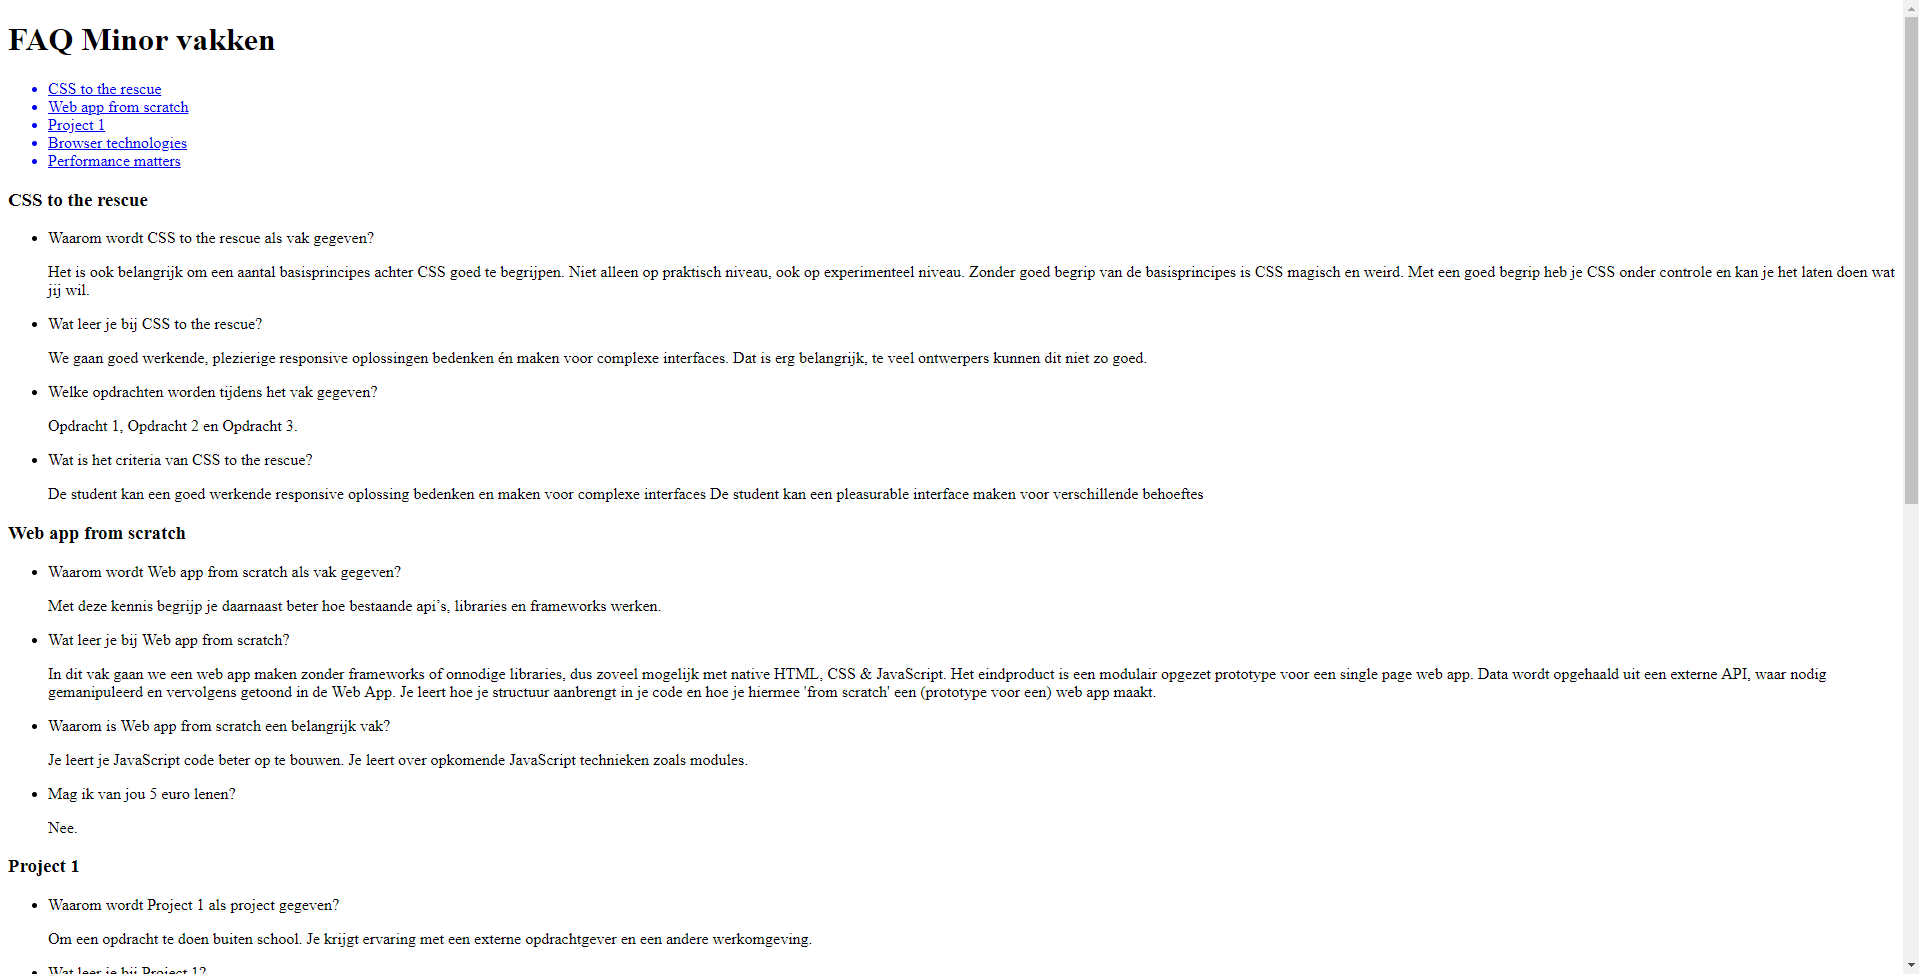 FAQ Minor vakken
CSS to the rescue
Web app from scratch
Project 1
Browser technologies
Performance matters
CSS to the rescue
Waarom wordt CSS to the rescue als vak gegeven?
Het is ook belangrijk om een aantal basisprincipes achter CSS goed te begrijpen. Niet alleen op praktisch niveau, ook op experimenteel niveau. Zonder goed begrip van de basisprincipes is CSS magisch en weird. Met een goed begrip heb je CSS onder controle en kan je het laten doen wat
jij wil.
Wat leer je bij CSS to the rescue?
We gaan goed werkende, plezierige responsive oplossingen bedenken én maken voor complexe interfaces. Dat is erg belangrijk, te veel ontwerpers kunnen dit niet zo goed.
Welke opdrachten worden tijdens het vak gegeven?
Opdracht 1, Opdracht 2 en Opdracht 3.
Wat is het criteria van CSS to the rescue?
De student kan een goed werkende responsive oplossing bedenken en maken voor complexe interfaces De student kan een pleasurable interface maken voor verschillende behoeftes
Web app from scratch
Waarom wordt Web app from scratch als vak gegeven?
Met deze kennis begrijp je daarnaast beter hoe bestaande api’s, libraries en frameworks werken.
Wat leer je bij Web app from scratch?
In dit vak gaan we een web app maken zonder frameworks of onnodige libraries, dus zoveel mogelijk met native HTML, CSS & JavaScript. Het eindproduct is een modulair opgezet prototype voor een single page web app. Data wordt opgehaald uit een externe API, waar nodig
gemanipuleerd en vervolgens getoond in de Web App. Je leert hoe je structuur aanbrengt in je code en hoe je hiermee 'from scratch' een (prototype voor een) web app maakt.
Waarom is Web app from scratch een belangrijk vak?
Je leert je JavaScript code beter op te bouwen. Je leert over opkomende JavaScript technieken zoals modules.
Mag ik van jou 5 euro lenen?
Nee.
Project 1
Waarom wordt Project 1 als project gegeven?
Om een opdracht te doen buiten school. Je krijgt ervaring met een externe opdrachtgever en een andere werkomgeving.
Wat leer je bij Project 1?